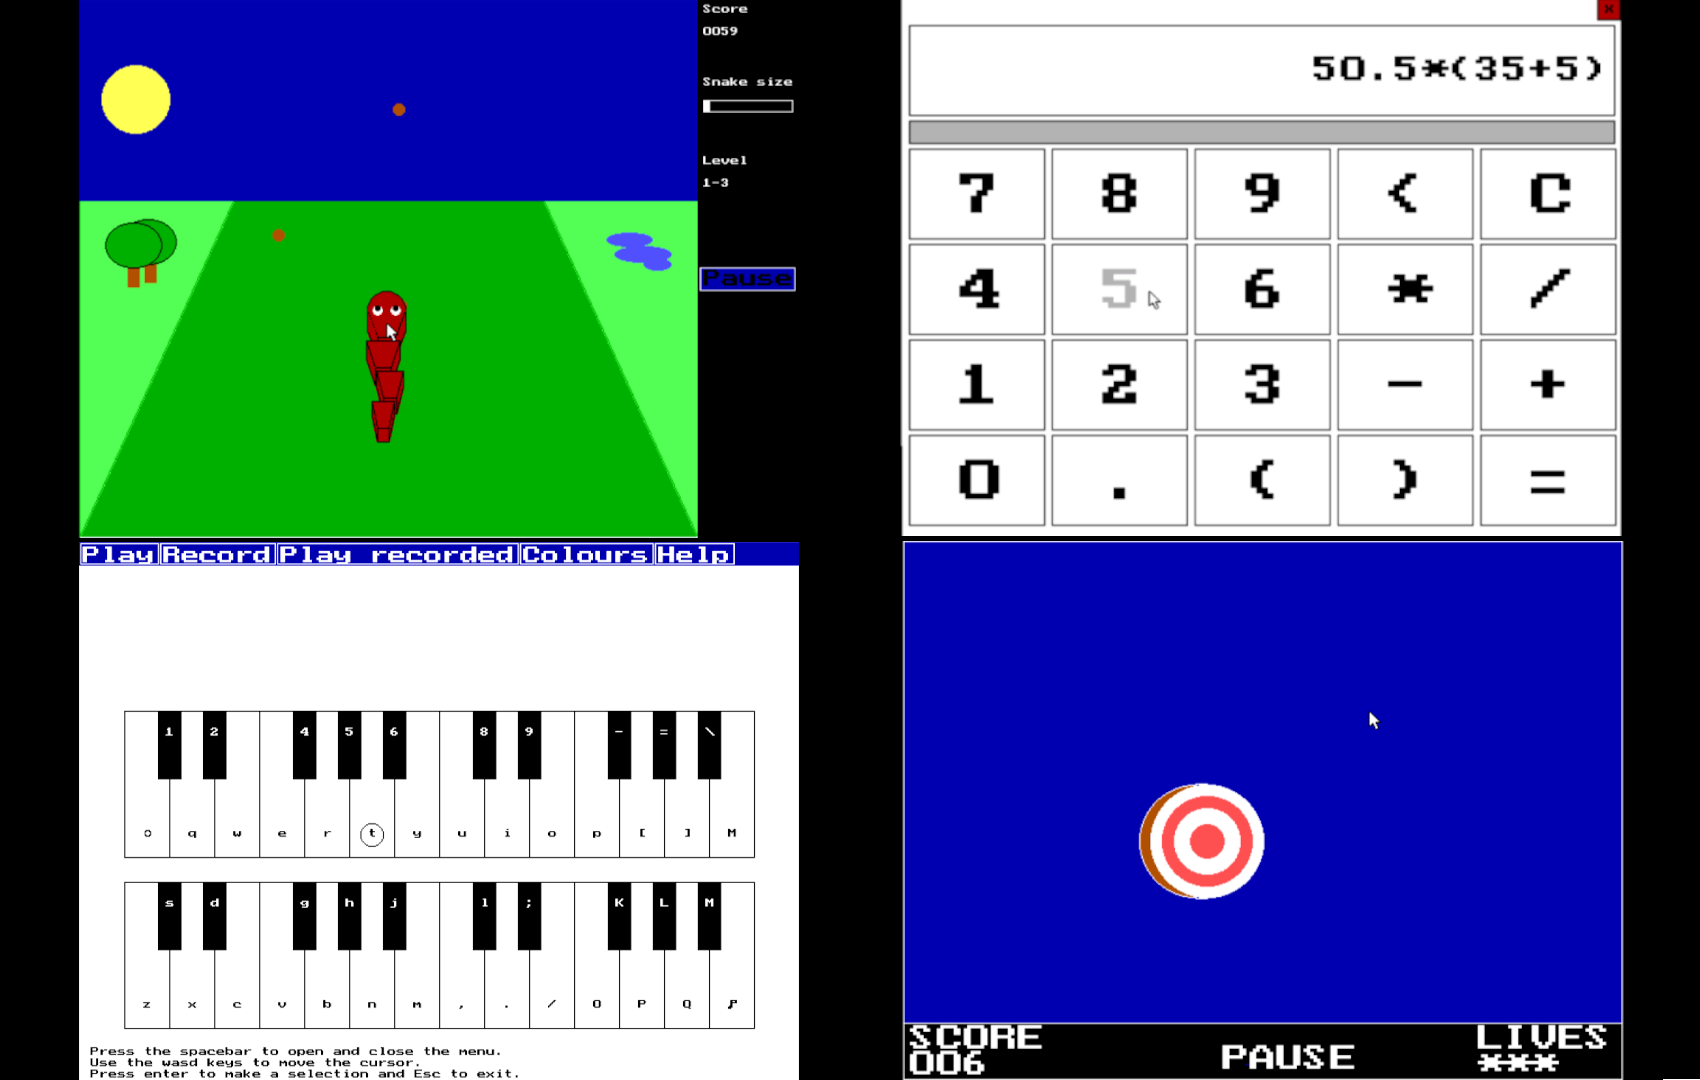 Score
0059
Snake size
Level
1-3
Pause
x
50.5*(35+5)
7 8 9 < C
4 5 6 * /
1 2 3 - +
0 . ( ) =
Play Record Play recorded Colours Help
1 2 4 5 6 8 9 - = \
0 q w e r t y u i o p [ ] M
s d g h j l ; K L M
z x c v b n m , . / O P Q
Press the spacebar to open and close the menu.
Use the wasd keys to move the cursor.
Press enter to make a selection and Esc to exit.
SCORE
006
PAUSE
LIVES
***